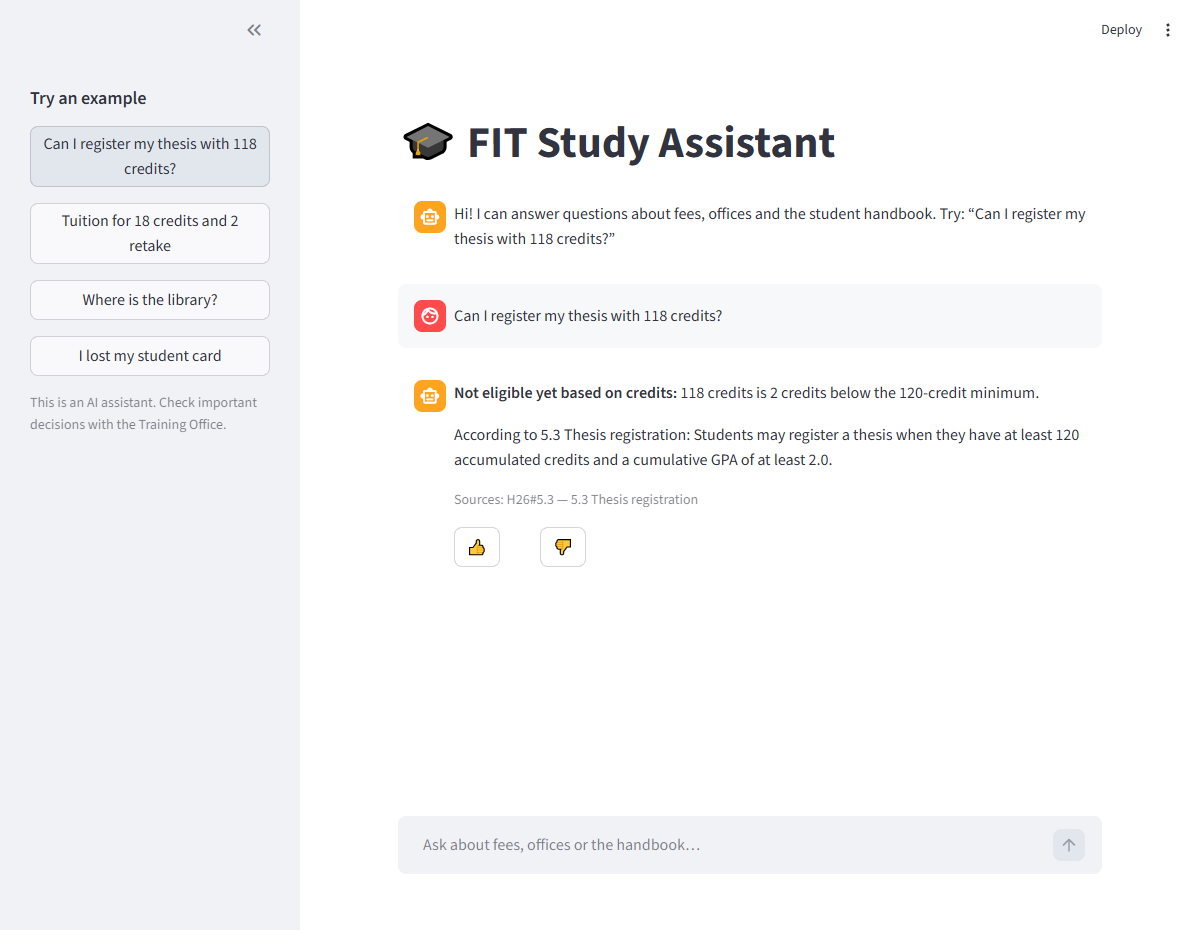 Deploy
Try an example
Can I register my thesis with 118
credits?
Tuition for 18 credits and 2
retake
Where is the library?
I lost my student card
This is an AI assistant. Check important
decisions with the Training Office.
FIT Study Assistant
Hi! I can answer questions about fees, offices and the student handbook. Try: “Can I register my
thesis with 118 credits?”
Can I register my thesis with 118 credits?
Not eligible yet based on credits: 118 credits is 2 credits below the 120-credit minimum.
According to 5.3 Thesis registration: Students may register a thesis when they have at least 120
accumulated credits and a cumulative GPA of at least 2.0.
Sources: H26#5.3 — 5.3 Thesis registration
Ask about fees, offices or the handbook…